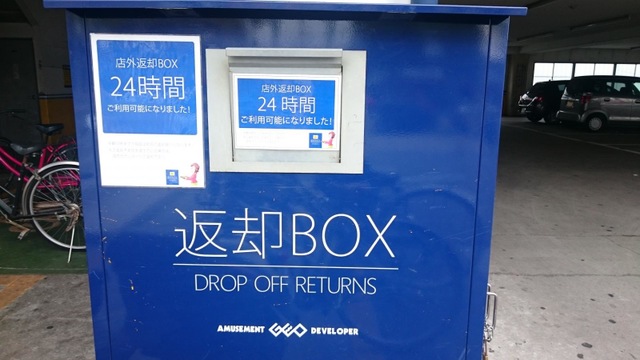 店外返却BOX
24時間
ご利用可能になりました!
店外返却BOX
24時間
ご利用可能になりました!
返却BOX
DROP OFF RETURNS
AMUSEMENT GEO DEVELOPER